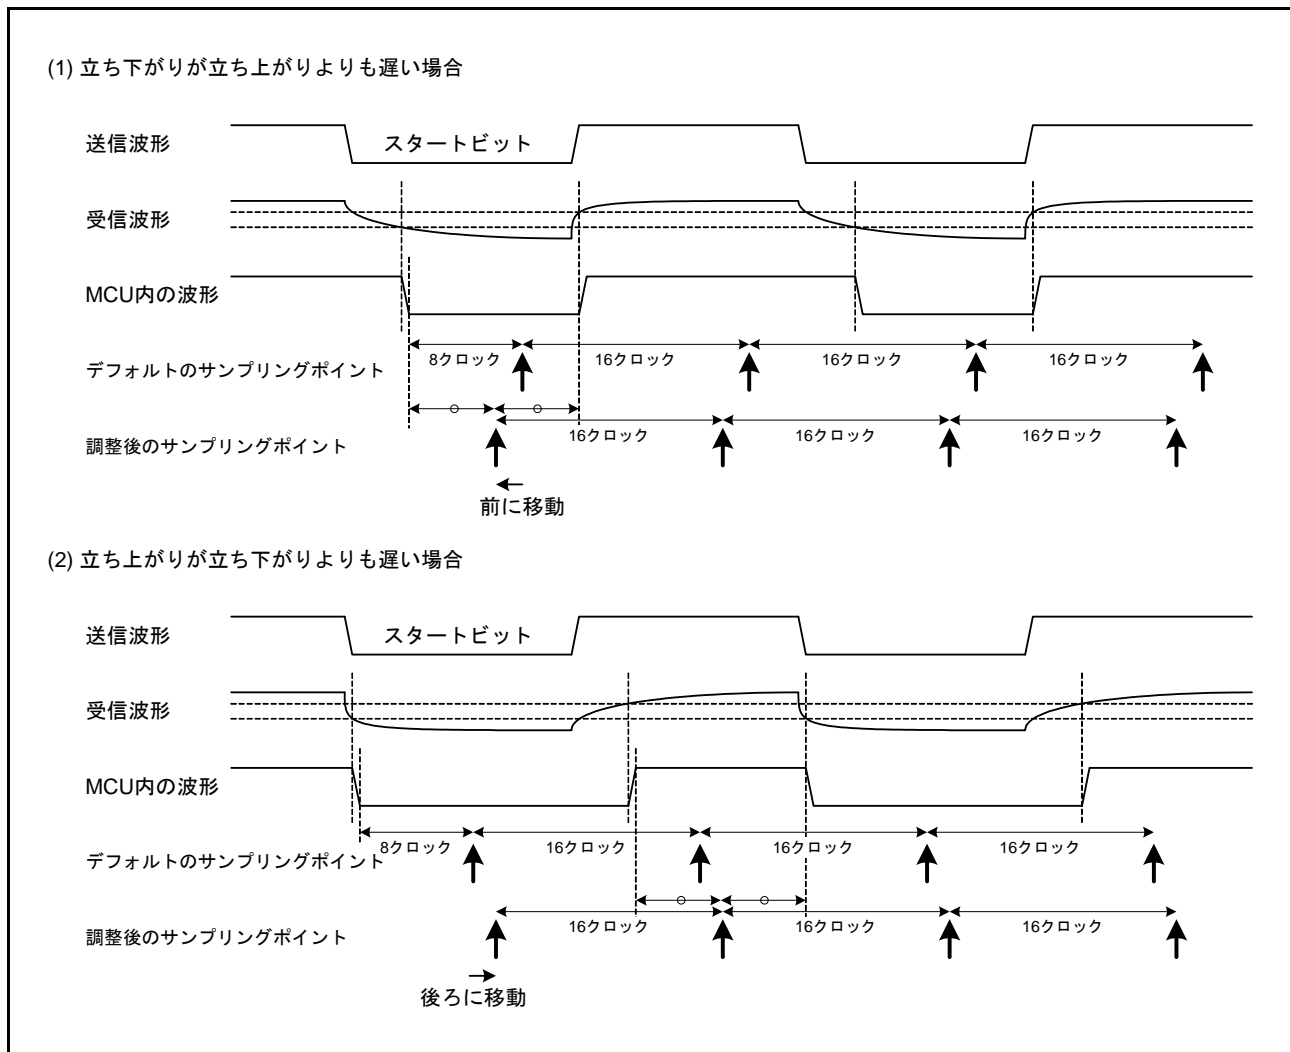 (1) 立ち下がりが立ち上がりよりも遅い場合
送信波形
スタートビット
受信波形
MCU内の波形
デフォルトのサンプリングポイント
8クロック
16クロック
16クロック
16クロック
調整後のサンプリングポイント
16クロック
16クロック
16クロック
前に移動
(2) 立ち上がりが立ち下がりよりも遅い場合
送信波形
スタートビット
受信波形
MCU内の波形
デフォルトのサンプリングポイント
8クロック
16クロック
16クロック
16クロック
調整後のサンプリングポイント
16クロック
16クロック
16クロック
後ろに移動